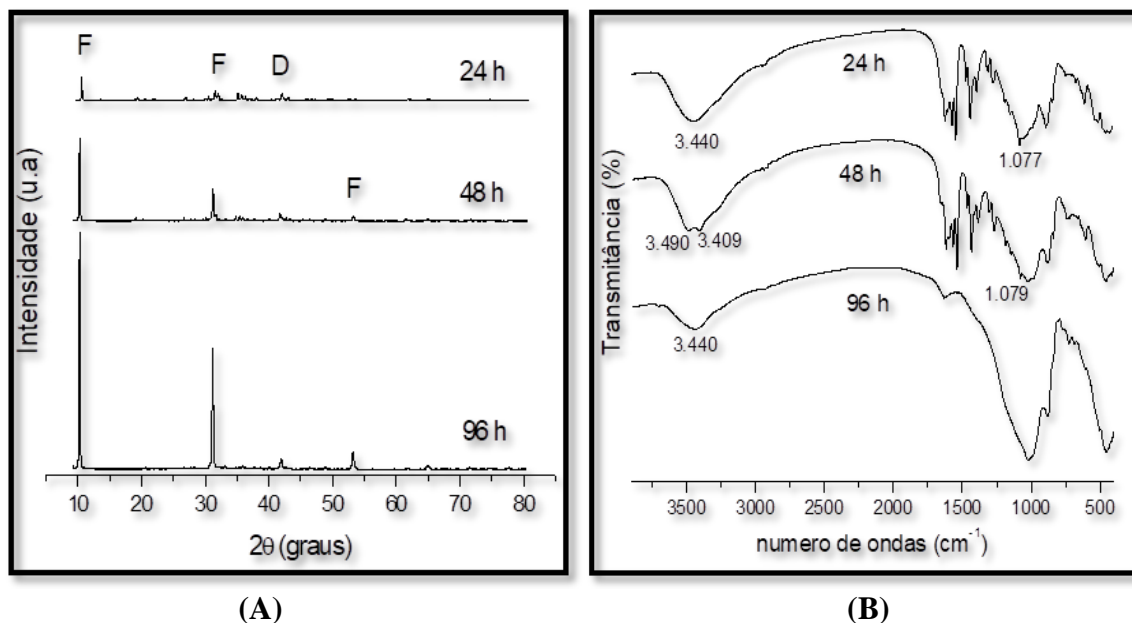 Intensidade (u.a)
F
F
D
24 h
48 h
F
96 h
10
20
30
40
50
60
70
80
2θ (graus)
(A)
Transmitância (%)
24 h
3.440
1.077
48 h
3.490
3.409
1.079
96 h
3.440
3500
3000
2500
2000
1500
1000
500
numero de ondas (cm⁻¹)
(B)